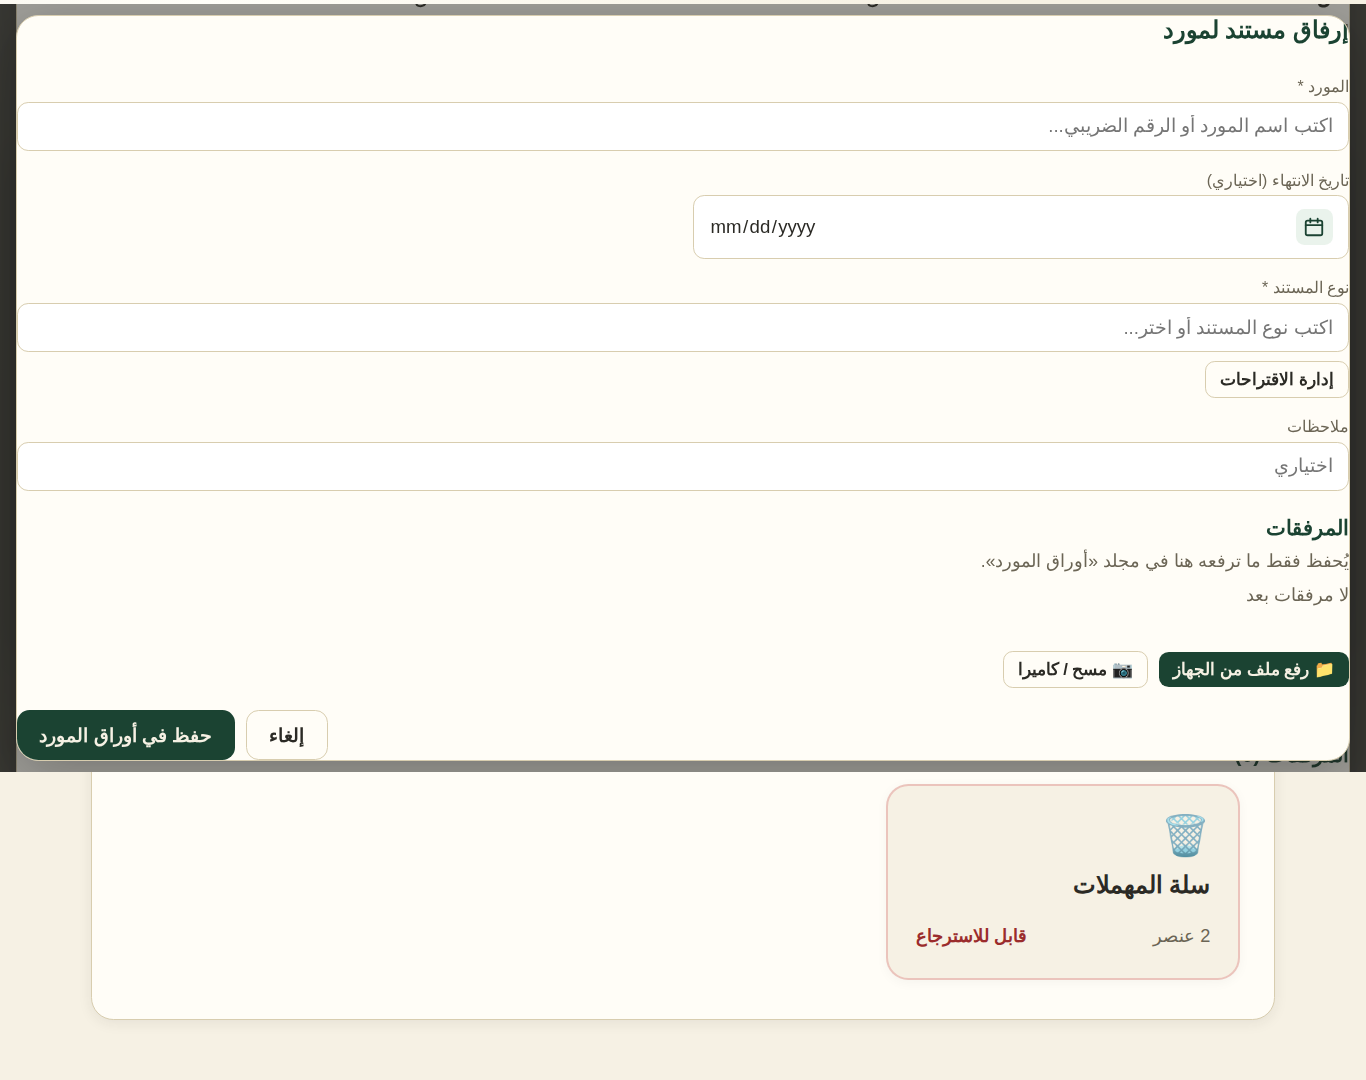 إرفاق مستند لمورد
المورد *
اكتب اسم المورد أو الرقم الضريبي...
تاريخ الانتهاء (اختياري)
mm/dd/yyyy
نوع المستند *
اكتب نوع المستند أو اختر...
إدارة الاقتراحات
ملاحظات
اختياري
المرفقات
يُحفظ فقط ما ترفعه هنا في مجلد «أوراق المورد».
لا مرفقات بعد
📁 رفع ملف من الجهاز
📷 مسح / كاميرا
إلغاء
حفظ في أوراق المورد
سلة المهملات
2 عنصر
قابل للاسترجاع